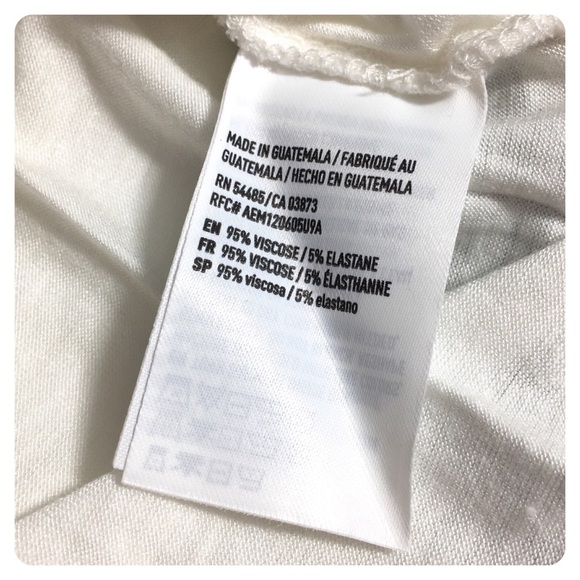 MADE IN GUATEMALA / FABRIQUÉ AU
GUATEMALA / HECHO EN GUATEMALA
RN 54485 / CA 03873
RFC# AEM120605U9A
EN 95% VISCOSE / 5% ELASTANE
FR 95% VISCOSE / 5% ÉLASTHANNE
SP 95% viscosa / 5% elastano